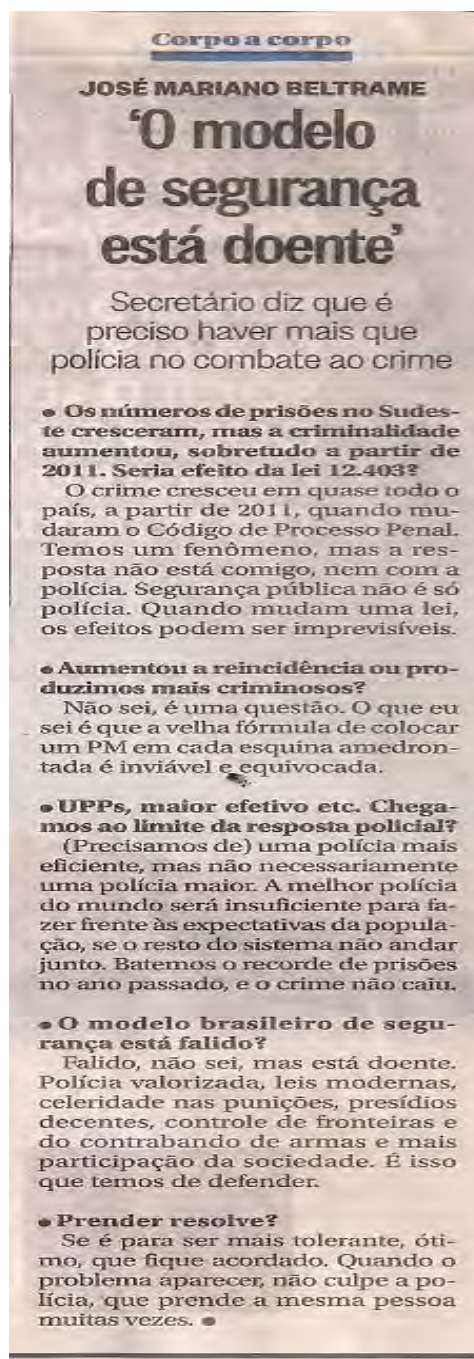 Corpo a corpo
JOSÉ MARIANO BELTRAME
'O modelo
de segurança
está doente'
Secretário diz que é
preciso haver mais que
polícia no combate ao crime
● Os números de prisões no Sudes-
te cresceram, mas a criminalidade
aumentou, sobretudo a partir de
2011. Seria efeito da lei 12.403?
O crime cresceu em quase todo o
país, a partir de 2011, quando mu-
daram o Código de Processo Penal.
Temos um fenômeno, mas a res-
posta não está comigo, nem com a
polícia. Segurança pública não é só
polícia. Quando mudam uma lei,
os efeitos podem ser imprevisíveis.
● Aumentou a reincidência ou pro-
duzimos mais criminosos?
Não sei, é uma questão. O que eu
sei é que a velha fórmula de colocar
um PM em cada esquina amedron-
tada é inviável e equivocada.
● UPPs, maior efetivo etc. Chega-
mos ao limite da resposta policial?
(Precisamos de) uma polícia mais
eficiente, mas não necessariamente
uma polícia maior. A melhor polícia
do mundo será insuficiente para fa-
zer frente às expectativas da popula-
ção, se o resto do sistema não andar
junto. Batemos o recorde de prisões
no ano passado, e o crime não caiu.
● O modelo brasileiro de segu-
rança está falido?
Falido, não sei, mas está doente.
Polícia valorizada, leis modernas,
celeridade nas punições, presídios
decentes, controle de fronteiras e
do contrabando de armas e mais
participação da sociedade. É isso
que temos de defender.
● Prender resolve?
Se é para ser mais tolerante, óti-
mo, que fique acordado. Quando o
problema aparecer, não culpe a po-
lícia, que prende a mesma pessoa
muitas vezes. ●